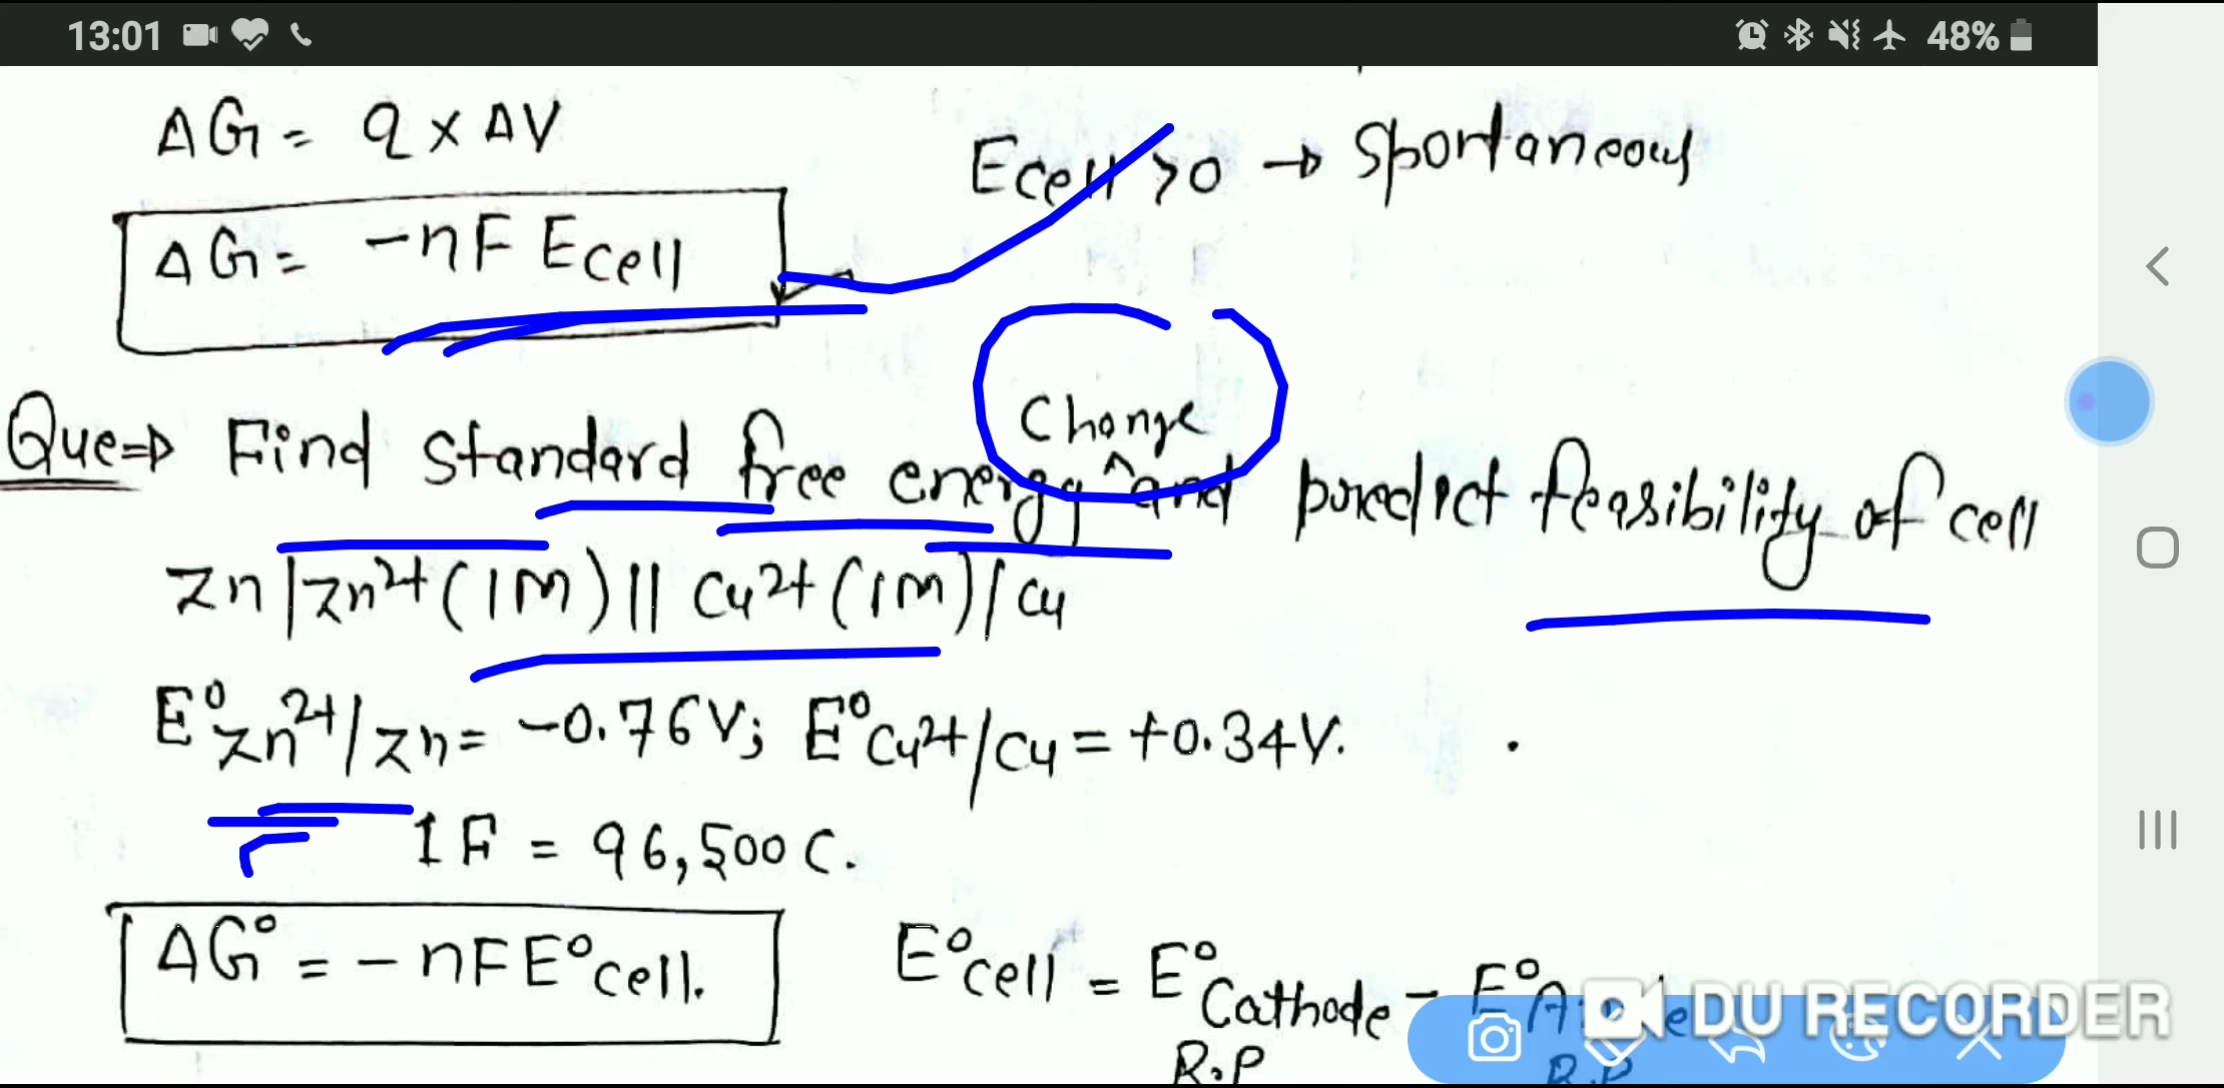 13:01 48%
ΔG = q × ΔV
Ecell >0 → Spontaneous
ΔG = -nF Ecell
Change
Que⇒ Find Standard free energy ^ and predict feasibility of cell
Zn|Zn²⁺(1M)||Cu²⁺(1M)|Cu
E°Zn²⁺/Zn = -0.76V; E°Cu²⁺/Cu = +0.34V.
1F = 96,500 C.
ΔG° = -nFE°cell.
E°cell = E°Cathode - E°
R.P R.P
DU RECORDER